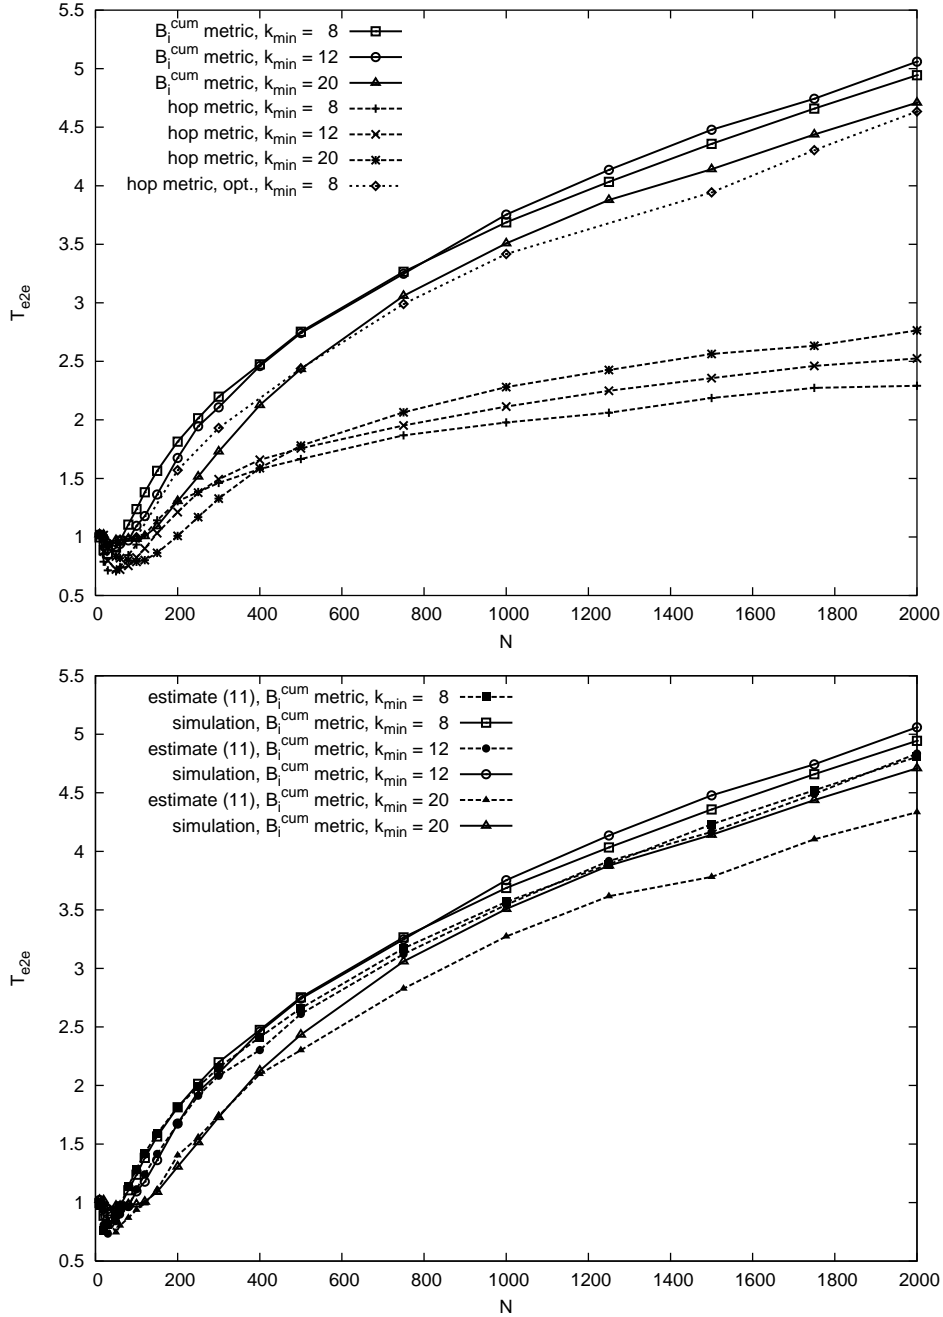 B_i^cum metric, k_min = 8
B_i^cum metric, k_min = 12
B_i^cum metric, k_min = 20
hop metric, k_min = 8
hop metric, k_min = 12
hop metric, k_min = 20
hop metric, opt., k_min = 8
5.5
5
4.5
4
3.5
3
2.5
2
1.5
1
0.5
T_e2e
0 200 400 600 800 1000 1200 1400 1600 1800 2000
N
estimate (11), B_i^cum metric, k_min = 8
simulation, B_i^cum metric, k_min = 8
estimate (11), B_i^cum metric, k_min = 12
simulation, B_i^cum metric, k_min = 12
estimate (11), B_i^cum metric, k_min = 20
simulation, B_i^cum metric, k_min = 20
5.5
5
4.5
4
3.5
3
2.5
2
1.5
1
0.5
T_e2e
0 200 400 600 800 1000 1200 1400 1600 1800 2000
N